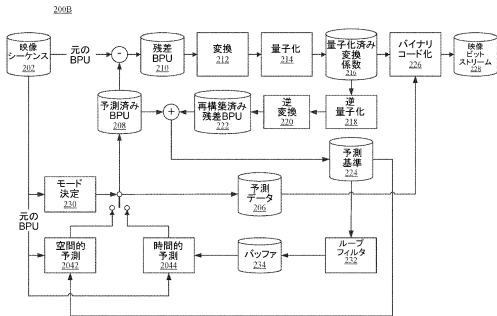 200B
映像
シーケンス
202
元の
BPU
-
残差
BPU
210
変換
212
量子化
214
量子化済み
変換
係数
216
バイナリ
コード化
226
映像
ビット
ストリーム
228
予測済み
BPU
208
+
再構築済み
残差BPU
222
逆
変換
220
逆
量子化
218
予測
基準
224
モード
決定
230
予測
データ
206
元の
BPU
空間的
予測
2042
時間的
予測
2044
バッファ
234
ループ
フィルタ
232